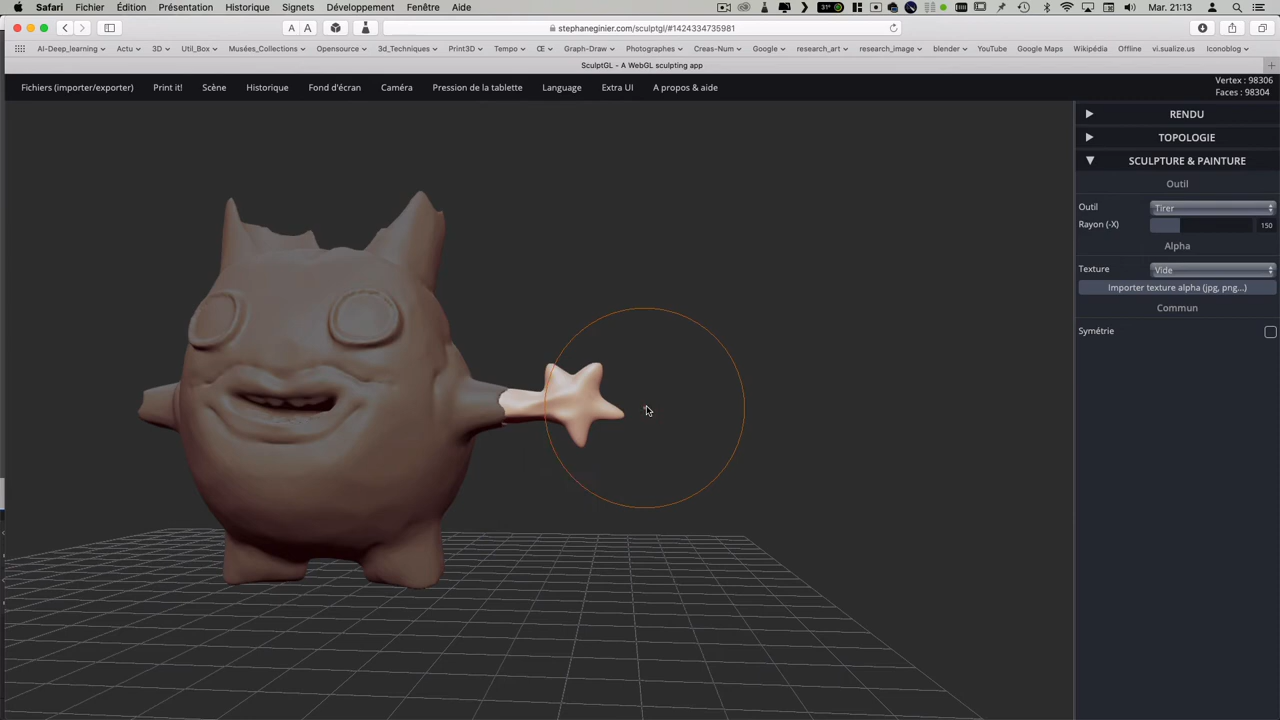 Safari Fichier Édition Présentation Historique Signets Développement Fenêtre Aide 31° Mar. 21:13
A A stephaneginier.com/sculptgl/#1424334735981
AI-Deep_learning Actu 3D Util_Box Musées_Collections Opensource 3d_Techniques Print3D Tempo Œ Graph-Draw Photographes Creas-Num Google research_art research_image blender YouTube Google Maps Wikipédia Offline vi.sualize.us Iconoblog
SculptGL - A WebGL sculpting app
Fichiers (importer/exporter) Print it! Scène Historique Fond d'écran Caméra Pression de la tablette Language Extra UI A propos & aide
Vertex : 98306
Faces : 98304
RENDU
TOPOLOGIE
SCULPTURE & PAINTURE
Outil
Outil Tirer
Rayon (-X) 150
Alpha
Texture Vide
Importer texture alpha (jpg, png...)
Commun
Symétrie